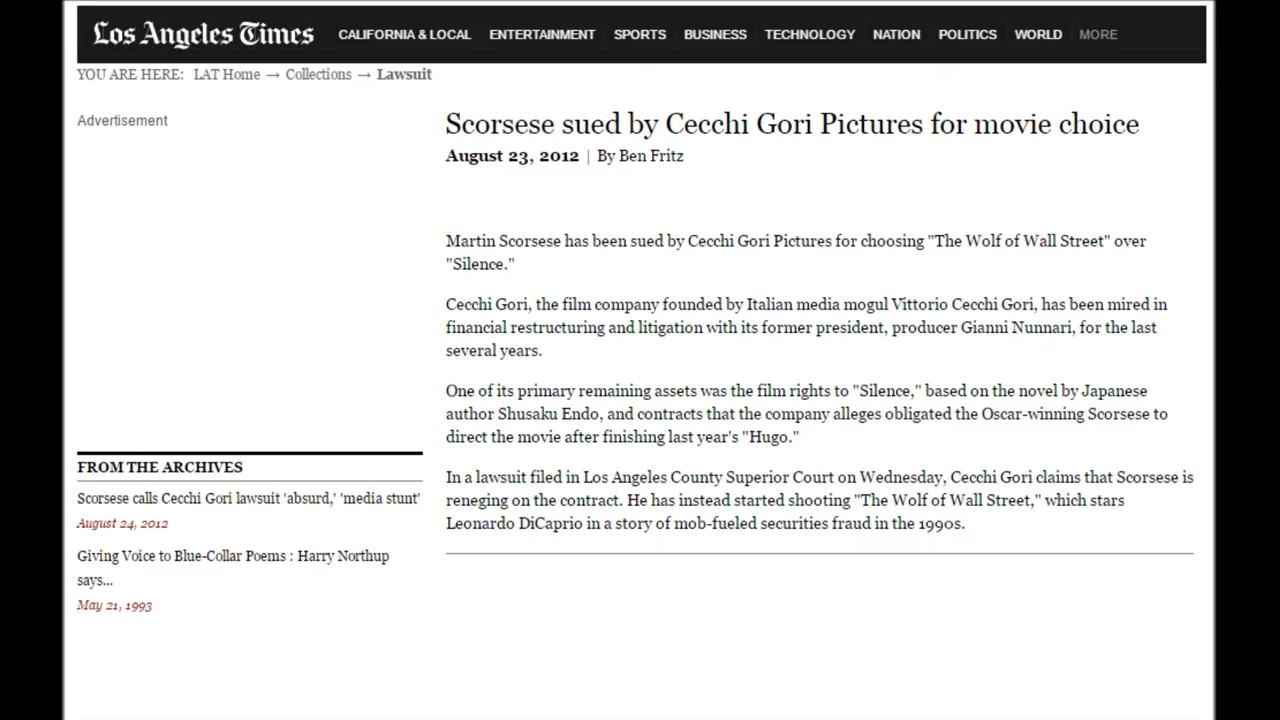 Los Angeles Times CALIFORNIA & LOCAL ENTERTAINMENT SPORTS BUSINESS TECHNOLOGY NATION POLITICS WORLD MORE
YOU ARE HERE: LAT Home → Collections → Lawsuit
Advertisement
Scorsese sued by Cecchi Gori Pictures for movie choice
August 23, 2012 | By Ben Fritz
Martin Scorsese has been sued by Cecchi Gori Pictures for choosing "The Wolf of Wall Street" over
"Silence."
Cecchi Gori, the film company founded by Italian media mogul Vittorio Cecchi Gori, has been mired in
financial restructuring and litigation with its former president, producer Gianni Nunnari, for the last
several years.
One of its primary remaining assets was the film rights to "Silence," based on the novel by Japanese
author Shusaku Endo, and contracts that the company alleges obligated the Oscar-winning Scorsese to
direct the movie after finishing last year's "Hugo."
In a lawsuit filed in Los Angeles County Superior Court on Wednesday, Cecchi Gori claims that Scorsese is
reneging on the contract. He has instead started shooting "The Wolf of Wall Street," which stars
Leonardo DiCaprio in a story of mob-fueled securities fraud in the 1990s.
FROM THE ARCHIVES
Scorsese calls Cecchi Gori lawsuit 'absurd,' 'media stunt'
August 24, 2012
Giving Voice to Blue-Collar Poems : Harry Northup
says...
May 21, 1993